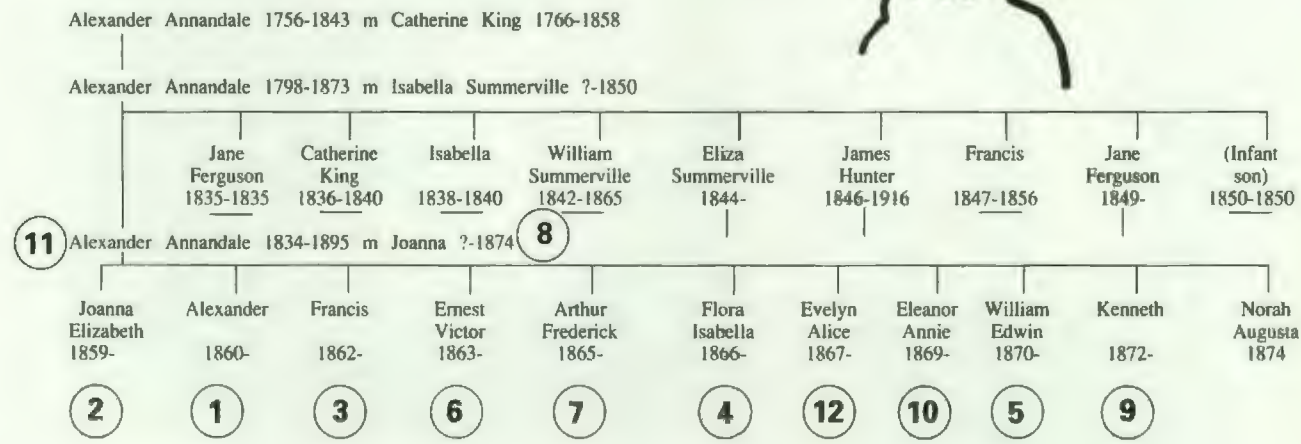 Alexander Annandale 1756-1843 m Catherine King 1766-1858
Alexander Annandale 1798-1873 m Isabella Summerville ?-1850
Jane Catherine Isabella William Eliza James Francis Jane (Infant
Ferguson King Summerville Summerville Hunter Ferguson son)
1835-1835 1836-1840 1838-1840 1842-1865 1844- 1846-1916 1847-1856 1849- 1850-1850
11 Alexander Annandale 1834-1895 m Joanna ?-1874 8
Joanna Alexander Francis Ernest Arthur Flora Evelyn Eleanor William Kenneth Norah
Elizabeth Victor Frederick Isabella Alice Annie Edwin Augusta
1859- 1860- 1862- 1863- 1865- 1866- 1867- 1869- 1870- 1872- 1874
2 1 3 6 7 4 12 10 5 9